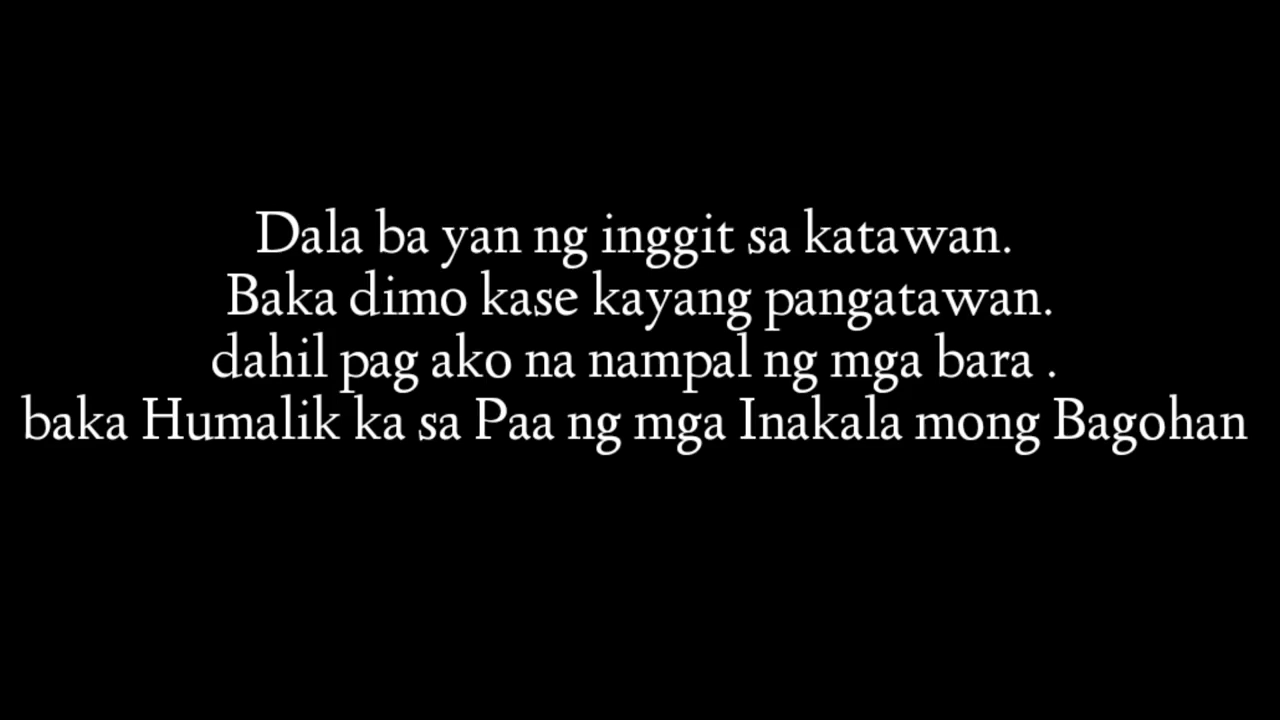 Dala ba yan ng inggit sa katawan.
Baka dimo kase kayang pangatawan.
dahil pag ako na nampal ng mga bara .
baka Humalik ka sa Paa ng mga Inakala mong Bagohan